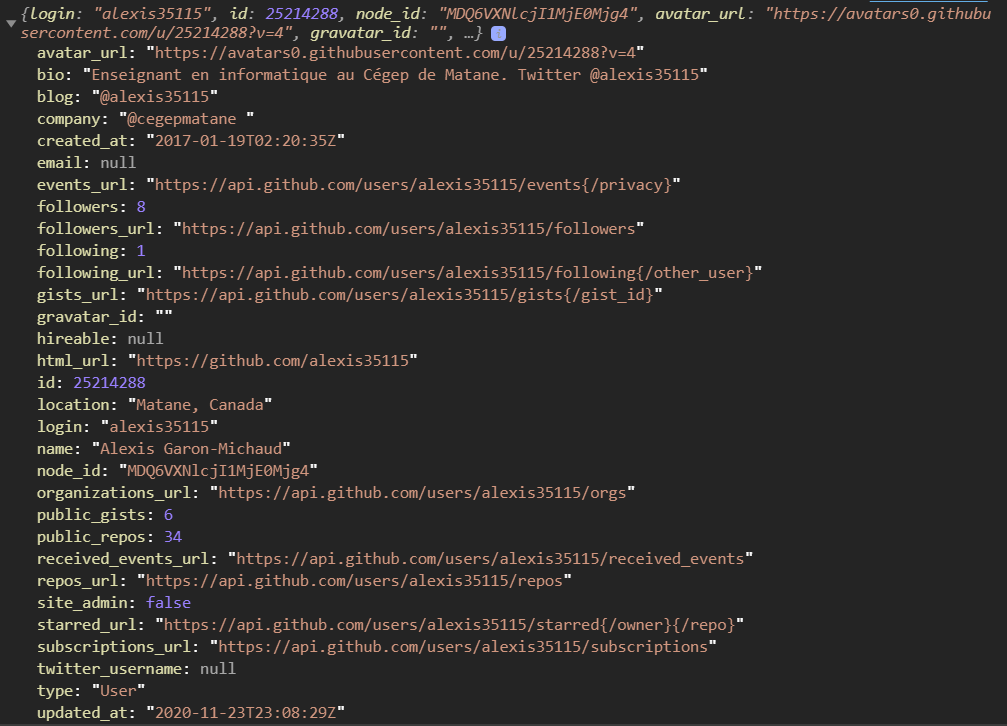 {login: "alexis35115", id: 25214288, node_id: "MDQ6VXNlcjI1MjE0Mjg4", avatar_url: "https://avatars0.githubu
sercontent.com/u/25214288?v=4", gravatar_id: "", …}
avatar_url: "https://avatars0.githubusercontent.com/u/25214288?v=4"
bio: "Enseignant en informatique au Cégep de Matane. Twitter @alexis35115"
blog: "@alexis35115"
company: "@cegepmatane "
created_at: "2017-01-19T02:20:35Z"
email: null
events_url: "https://api.github.com/users/alexis35115/events{/privacy}"
followers: 8
followers_url: "https://api.github.com/users/alexis35115/followers"
following: 1
following_url: "https://api.github.com/users/alexis35115/following{/other_user}"
gists_url: "https://api.github.com/users/alexis35115/gists{/gist_id}"
gravatar_id: ""
hireable: null
html_url: "https://github.com/alexis35115"
id: 25214288
location: "Matane, Canada"
login: "alexis35115"
name: "Alexis Garon-Michaud"
node_id: "MDQ6VXNlcjI1MjE0Mjg4"
organizations_url: "https://api.github.com/users/alexis35115/orgs"
public_gists: 6
public_repos: 34
received_events_url: "https://api.github.com/users/alexis35115/received_events"
repos_url: "https://api.github.com/users/alexis35115/repos"
site_admin: false
starred_url: "https://api.github.com/users/alexis35115/starred{/owner}{/repo}"
subscriptions_url: "https://api.github.com/users/alexis35115/subscriptions"
twitter_username: null
type: "User"
updated_at: "2020-11-23T23:08:29Z"